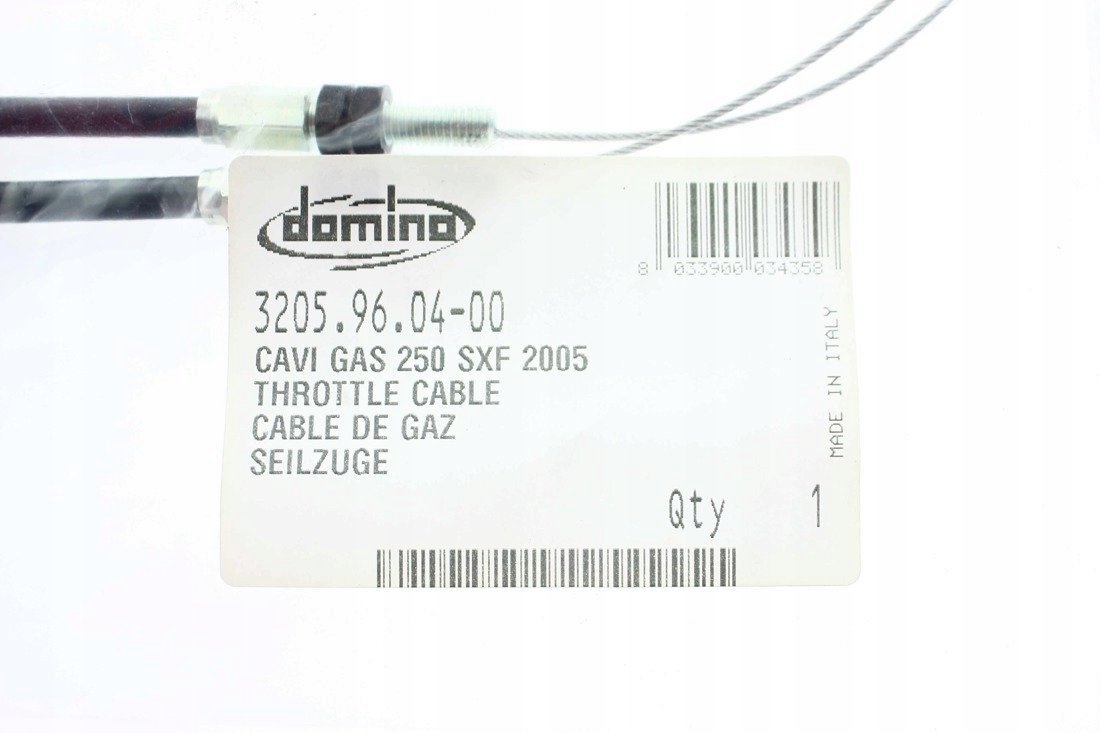 domino
8 033900 034358
3205.96.04-00
CAVI GAS 250 SXF 2005
THROTTLE CABLE
CABLE DE GAZ
SEILZUGE
MADE IN ITALY
Qty 1